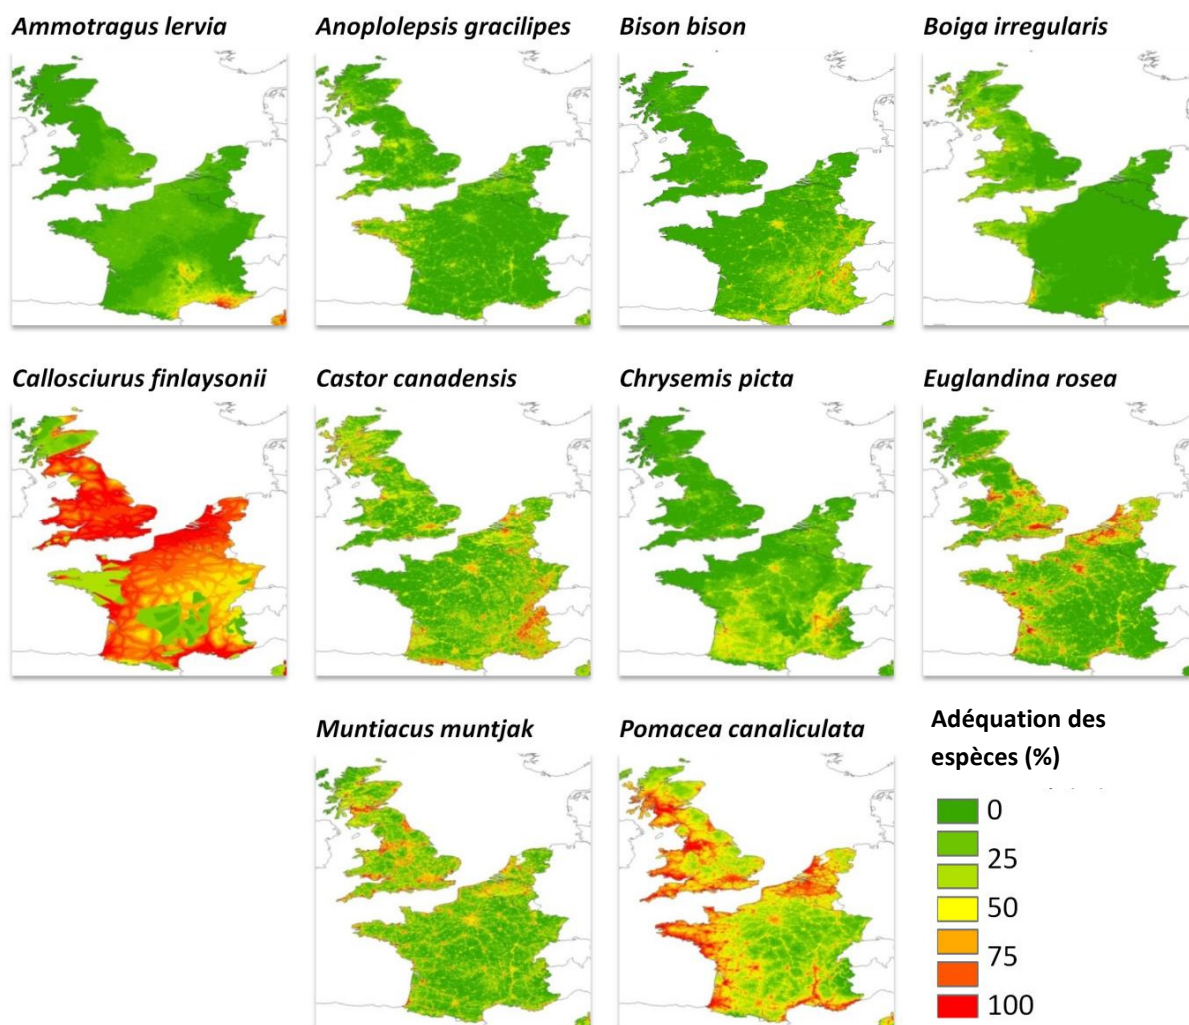 Ammotragus lervia
Anoplolepsis gracilipes
Bison bison
Boiga irregularis
Callosciurus finlaysonii
Castor canadensis
Chrysemis picta
Euglandina rosea
Muntiacus muntjak
Pomacea canaliculata
Adéquation des
espèces (%)
0
25
50
75
100